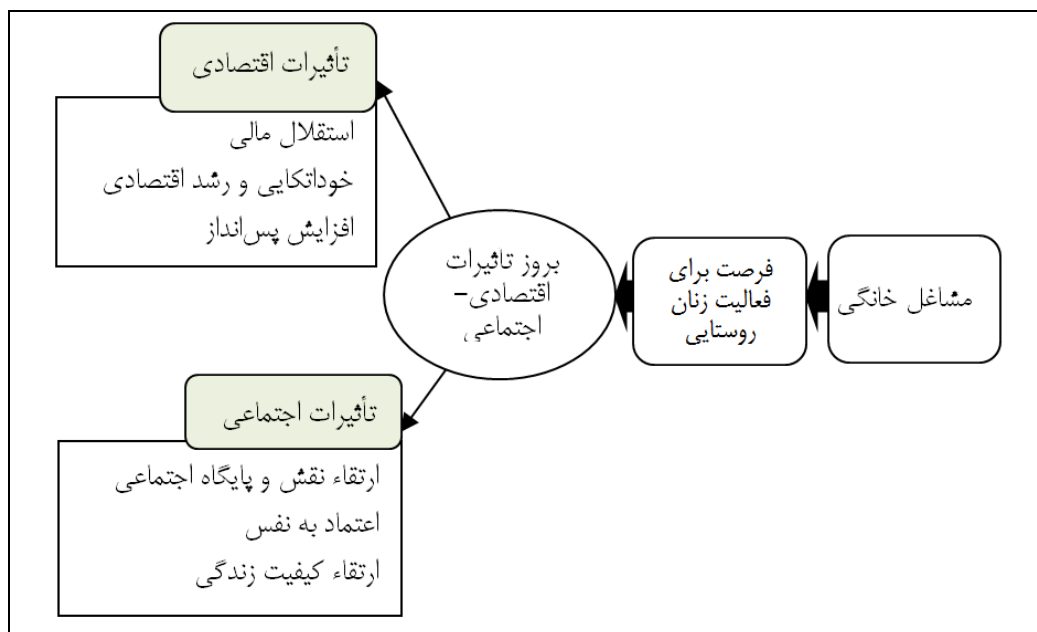 مشاغل خانگی
فرصت برای
فعالیت زنان
روستایی
بروز تاثیرات
اقتصادی–
اجتماعی
تأثیرات اقتصادی
استقلال مالی
خوداتکایی و رشد اقتصادی
افزایش پس‌انداز
تأثیرات اجتماعی
ارتقاء نقش و پایگاه اجتماعی
اعتماد به نفس
ارتقاء کیفیت زندگی